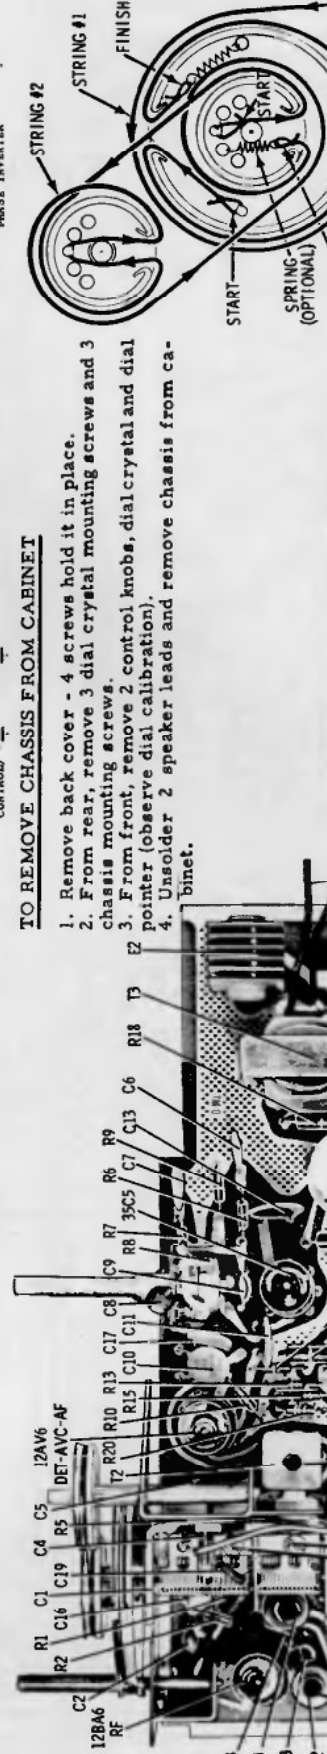 PHASE INVERTER
STRING #2
STRING #1
FINISH
START
START
SPRING-
(OPTIONAL)
TO REMOVE CHASSIS FROM CABINET
1. Remove back cover - 4 screws hold it in place.
2. From rear, remove 3 dial crystal mounting screws and 3
chassis mounting screws.
3. From front, remove 2 control knobs, dial crystal and dial
pointer (observe dial calibration).
4. Unsolder 2 speaker leads and remove chassis from ca-
binet.
12BA6
RF
C2
R2
R1
C16
C1
C19
C4
R5
C5
12AV6
DET-AVC-AF
T2
R20
R10
R15
R13
C10
C17
C11
C8
C9
R8
R7
35C5
R6
C7
R9
C13
C6
R18
T3
E2